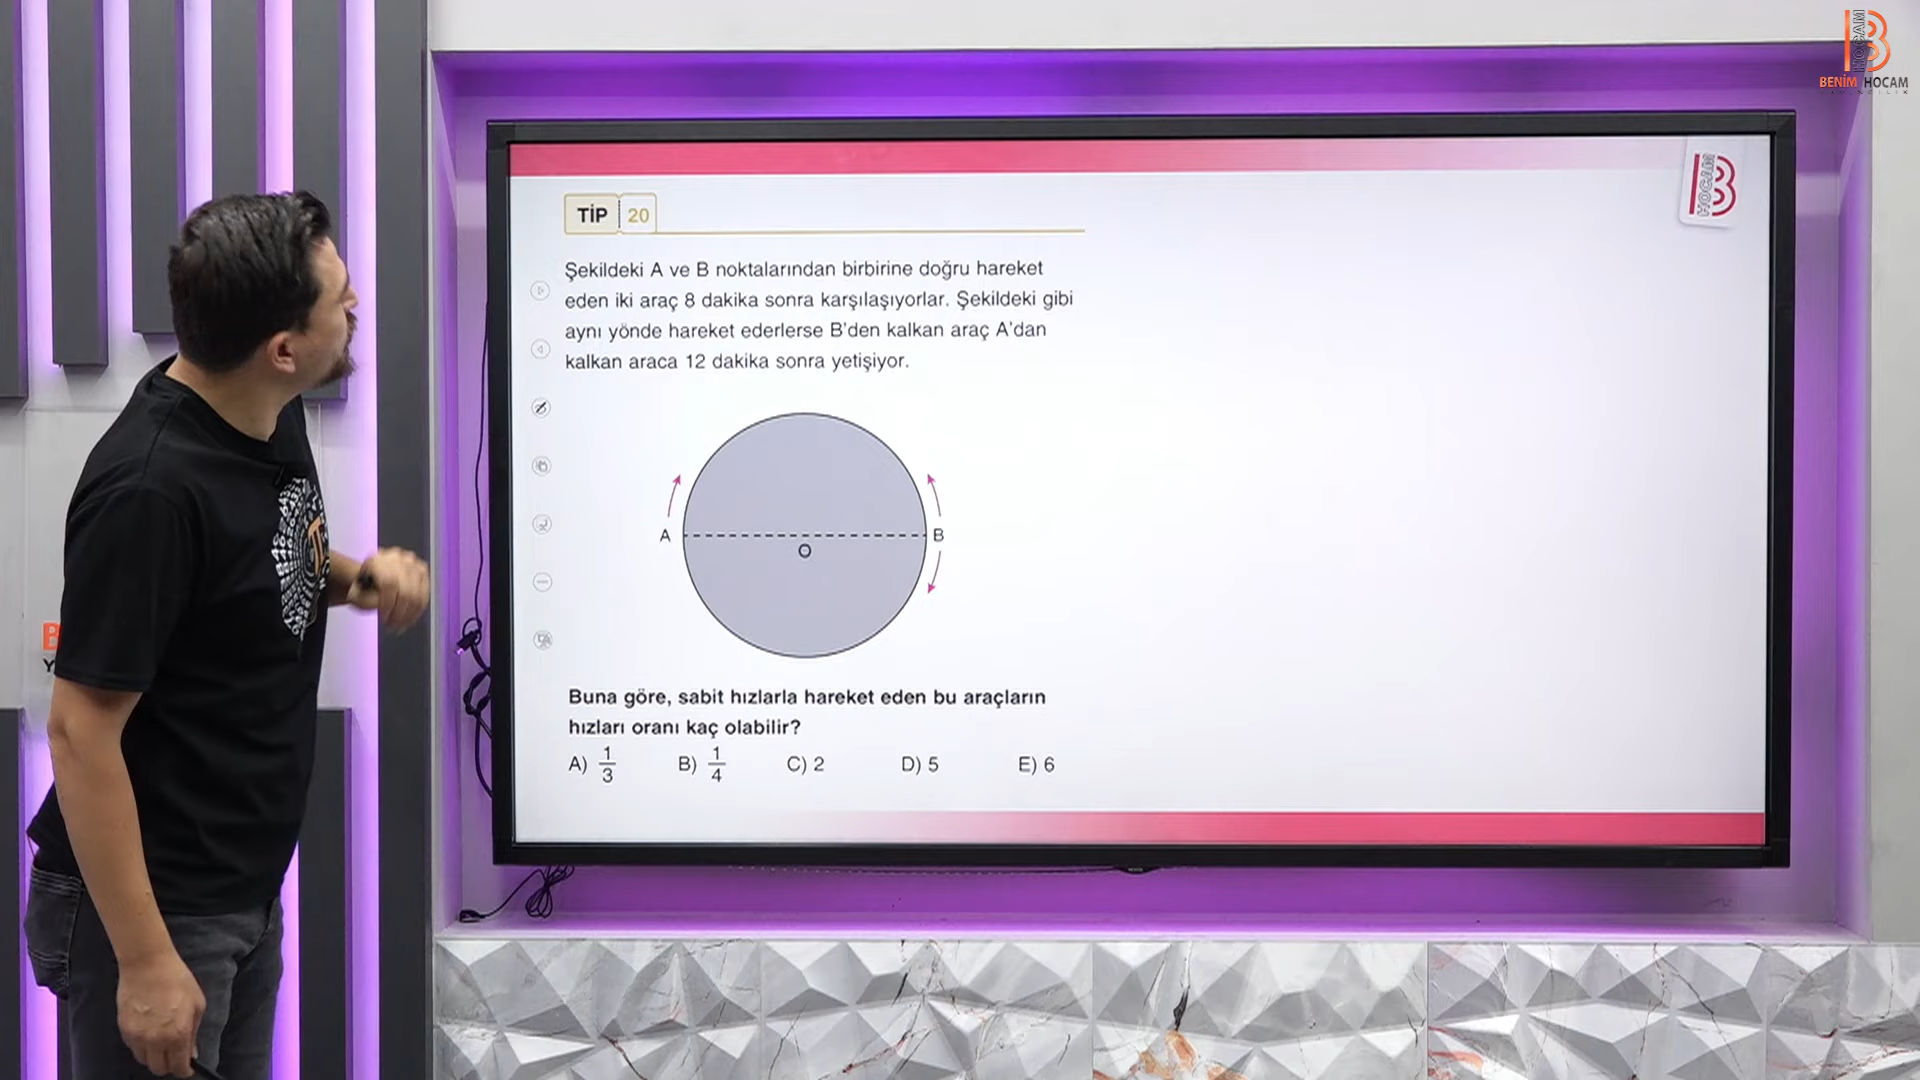 HOCAM
BENİM HOCAM
HOCAM
TİP 20
Şekildeki A ve B noktalarından birbirine doğru hareket
eden iki araç 8 dakika sonra karşılaşıyorlar. Şekildeki gibi
aynı yönde hareket ederlerse B'den kalkan araç A'dan
kalkan araca 12 dakika sonra yetişiyor.
A
B
O
Buna göre, sabit hızlarla hareket eden bu araçların
hızları oranı kaç olabilir?
A) 1/3 B) 1/4 C) 2 D) 5 E) 6